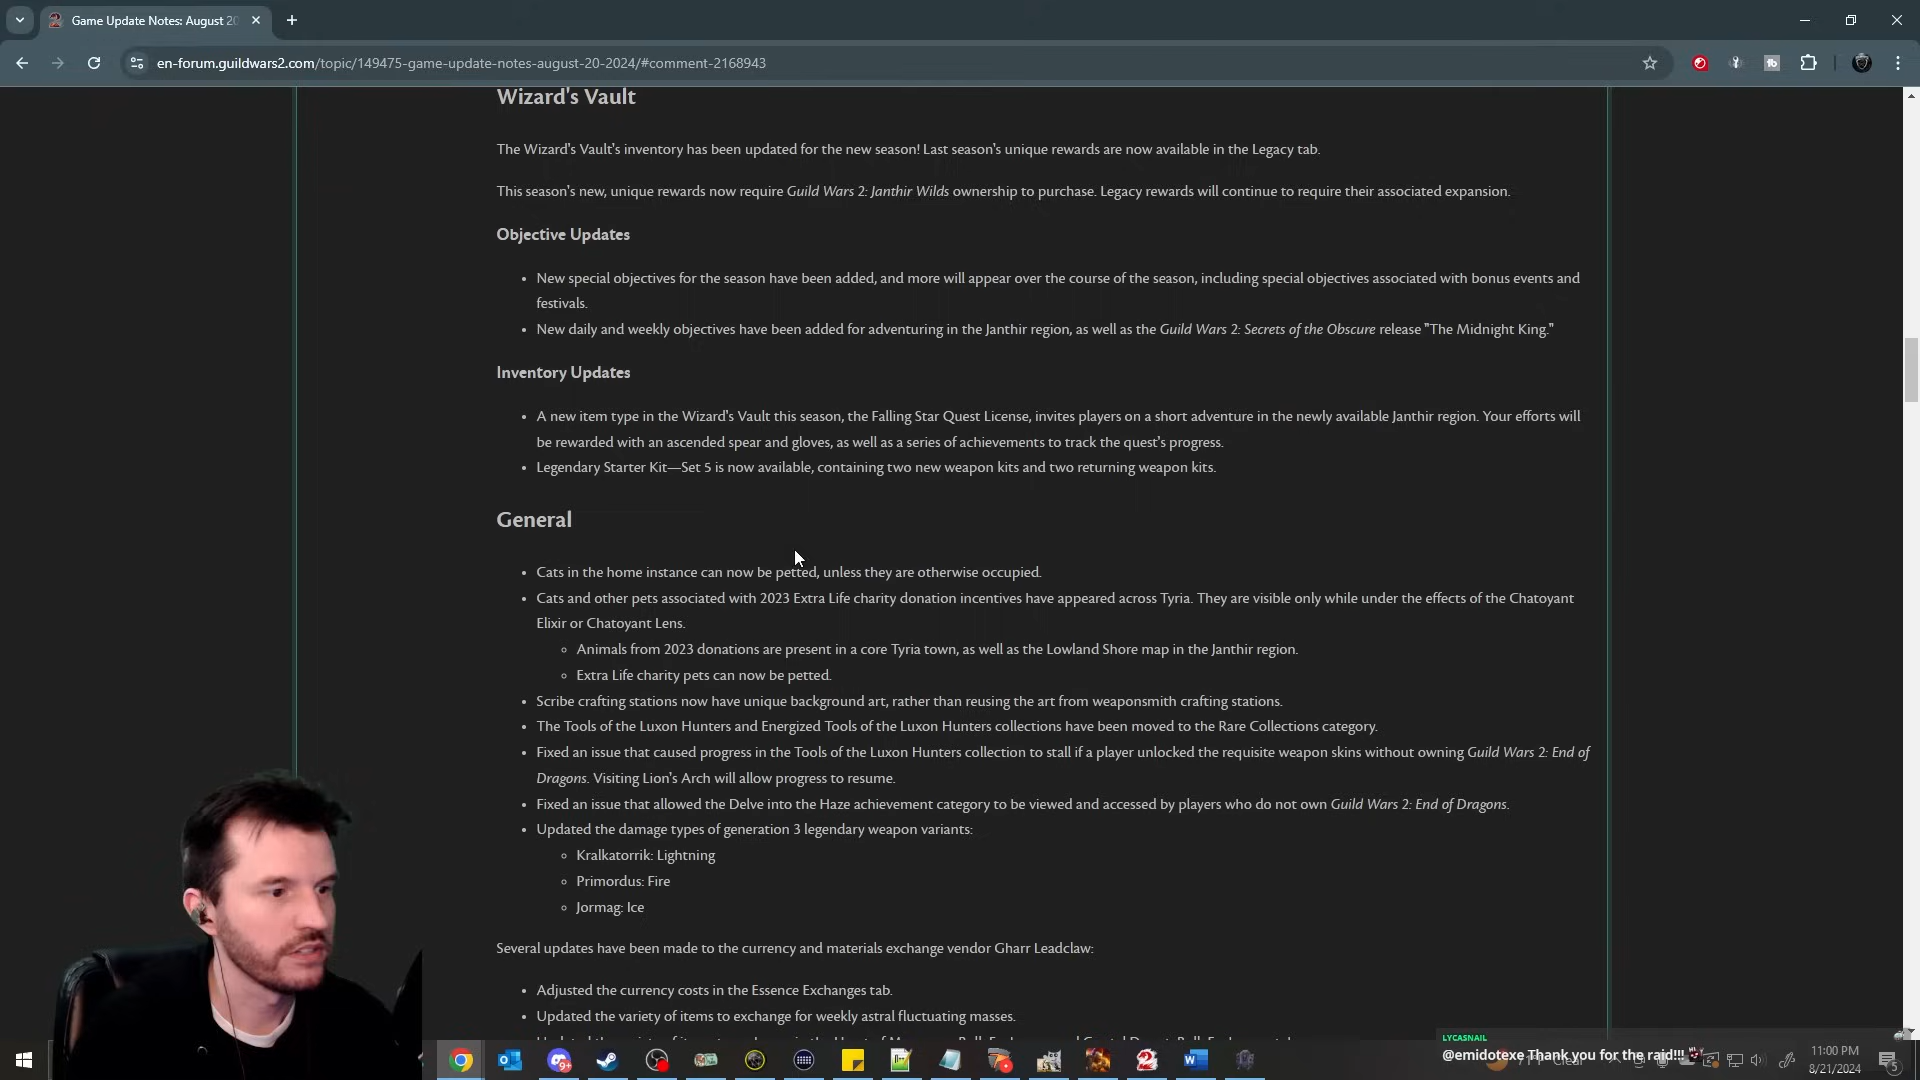 Game Update Notes: August 20
en-forum.guildwars2.com/topic/149475-game-update-notes-august-20-2024/#comment-2168943
Wizard's Vault
The Wizard's Vault's inventory has been updated for the new season! Last season's unique rewards are now available in the Legacy tab.
This season's new, unique rewards now require Guild Wars 2: Janthir Wilds ownership to purchase. Legacy rewards will continue to require their associated expansion.
Objective Updates
• New special objectives for the season have been added, and more will appear over the course of the season, including special objectives associated with bonus events and
festivals.
• New daily and weekly objectives have been added for adventuring in the Janthir region, as well as the Guild Wars 2: Secrets of the Obscure release "The Midnight King."
Inventory Updates
• A new item type in the Wizard's Vault this season, the Falling Star Quest License, invites players on a short adventure in the newly available Janthir region. Your efforts will
be rewarded with an ascended spear and gloves, as well as a series of achievements to track the quest's progress.
• Legendary Starter Kit—Set 5 is now available, containing two new weapon kits and two returning weapon kits.
General
• Cats in the home instance can now be petted, unless they are otherwise occupied.
• Cats and other pets associated with 2023 Extra Life charity donation incentives have appeared across Tyria. They are visible only while under the effects of the Chatoyant
Elixir or Chatoyant Lens.
◦ Animals from 2023 donations are present in a core Tyria town, as well as the Lowland Shore map in the Janthir region.
◦ Extra Life charity pets can now be petted.
• Scribe crafting stations now have unique background art, rather than reusing the art from weaponsmith crafting stations.
• The Tools of the Luxon Hunters and Energized Tools of the Luxon Hunters collections have been moved to the Rare Collections category.
• Fixed an issue that caused progress in the Tools of the Luxon Hunters collection to stall if a player unlocked the requisite weapon skins without owning Guild Wars 2: End of
Dragons. Visiting Lion's Arch will allow progress to resume.
• Fixed an issue that allowed the Delve into the Haze achievement category to be viewed and accessed by players who do not own Guild Wars 2: End of Dragons.
• Updated the damage types of generation 3 legendary weapon variants:
◦ Kralkatorrik: Lightning
◦ Primordus: Fire
◦ Jormag: Ice
Several updates have been made to the currency and materials exchange vendor Gharr Leadclaw:
• Adjusted the currency costs in the Essence Exchanges tab.
• Updated the variety of items to exchange for weekly astral fluctuating masses.
LYCASNAIL
@emidotexe Thank you for the raid!!!
Clear
11:00 PM
8/21/2024